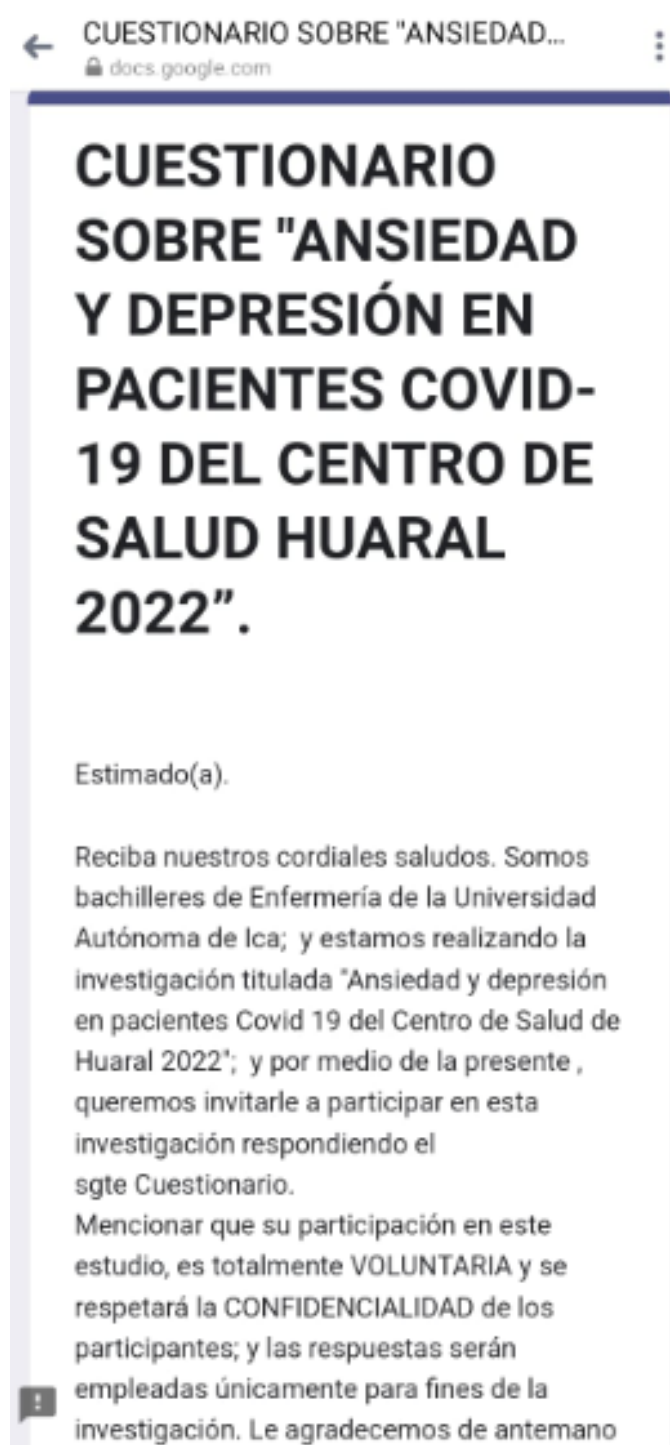 CUESTIONARIO SOBRE "ANSIEDAD...
docs.google.com
CUESTIONARIO
SOBRE "ANSIEDAD
Y DEPRESIÓN EN
PACIENTES COVID-
19 DEL CENTRO DE
SALUD HUARAL
2022”.
Estimado(a).
Reciba nuestros cordiales saludos. Somos
bachilleres de Enfermería de la Universidad
Autónoma de Ica;  y estamos realizando la
investigación titulada "Ansiedad y depresión
en pacientes Covid 19 del Centro de Salud de
Huaral 2022";  y por medio de la presente ,
queremos invitarle a participar en esta
investigación respondiendo el
sgte Cuestionario.
Mencionar que su participación en este
estudio, es totalmente VOLUNTARIA y se
respetará la CONFIDENCIALIDAD de los
participantes; y las respuestas serán
empleadas únicamente para fines de la
investigación. Le agradecemos de antemano